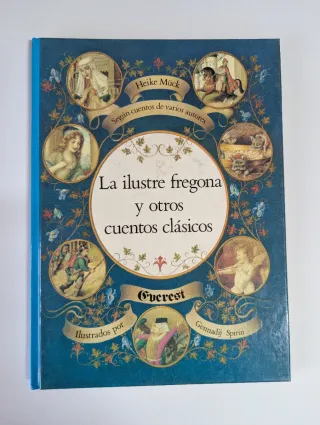 Heike Mück
Según cuentos de varios autores
La ilustre fregona
y otros
cuentos clásicos
Everest
Ilustrados por
Gennadij Spirin